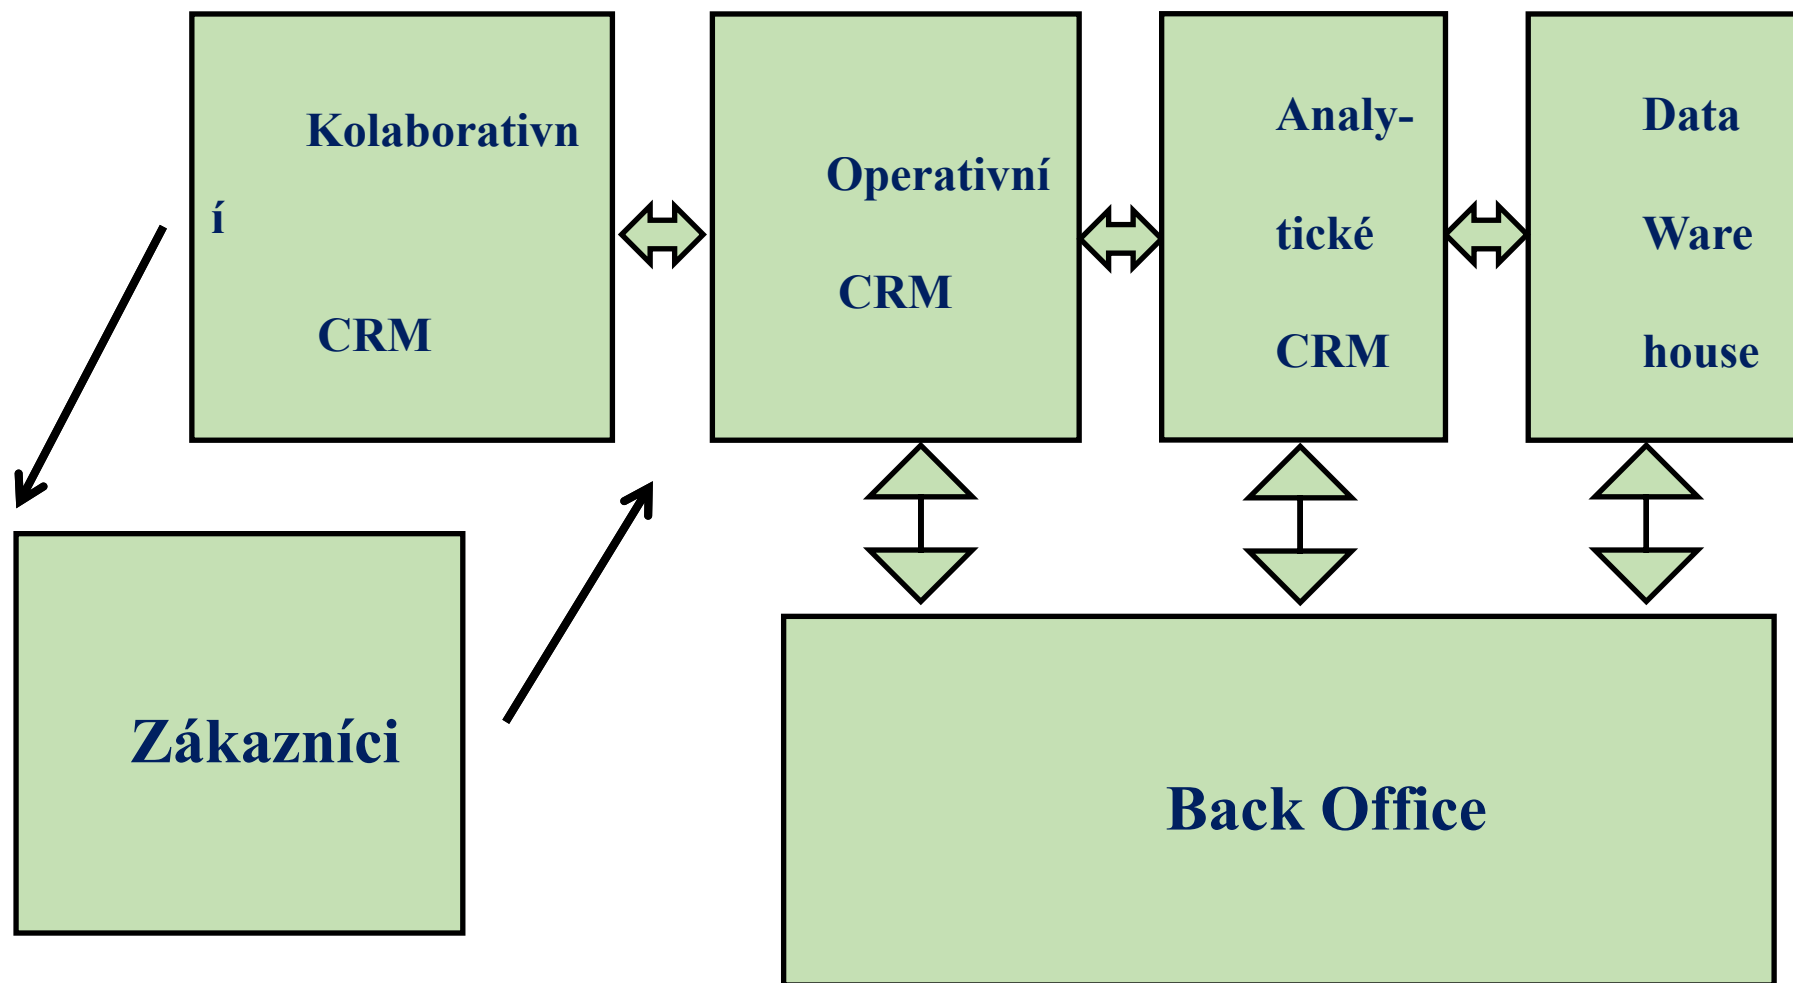 Kolaborativn
í
CRM
Operativní
CRM
Analy-
tické
CRM
Data
Ware
house
Zákazníci
Back Office